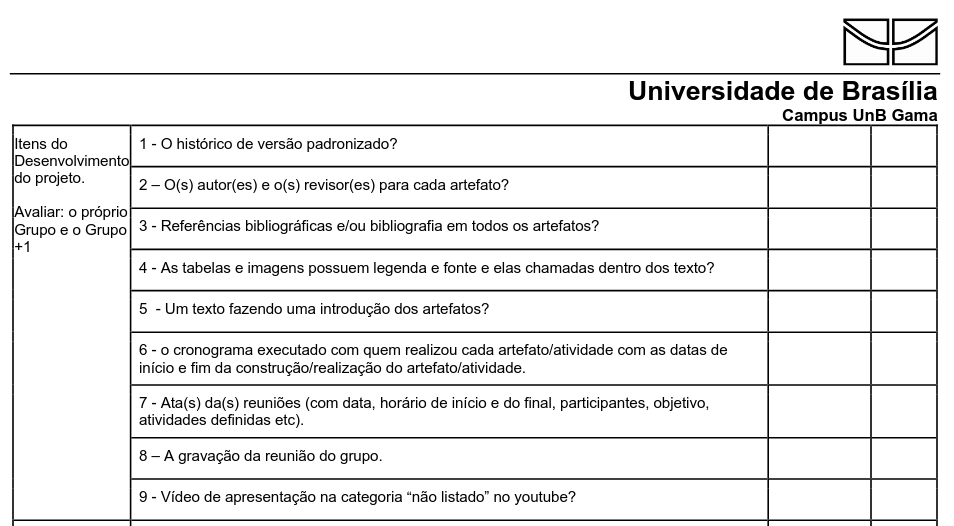 Universidade de Brasília
Campus UnB Gama
Itens do
Desenvolvimento
do projeto.
Avaliar: o próprio
Grupo e o Grupo
+1
1 - O histórico de versão padronizado?
2 – O(s) autor(es) e o(s) revisor(es) para cada artefato?
3 - Referências bibliográficas e/ou bibliografia em todos os artefatos?
4 - As tabelas e imagens possuem legenda e fonte e elas chamadas dentro dos texto?
5  - Um texto fazendo uma introdução dos artefatos?
6 - o cronograma executado com quem realizou cada artefato/atividade com as datas de
início e fim da construção/realização do artefato/atividade.
7 - Ata(s) da(s) reuniões (com data, horário de início e do final, participantes, objetivo,
atividades definidas etc).
8 – A gravação da reunião do grupo.
9 - Vídeo de apresentação na categoria “não listado” no youtube?